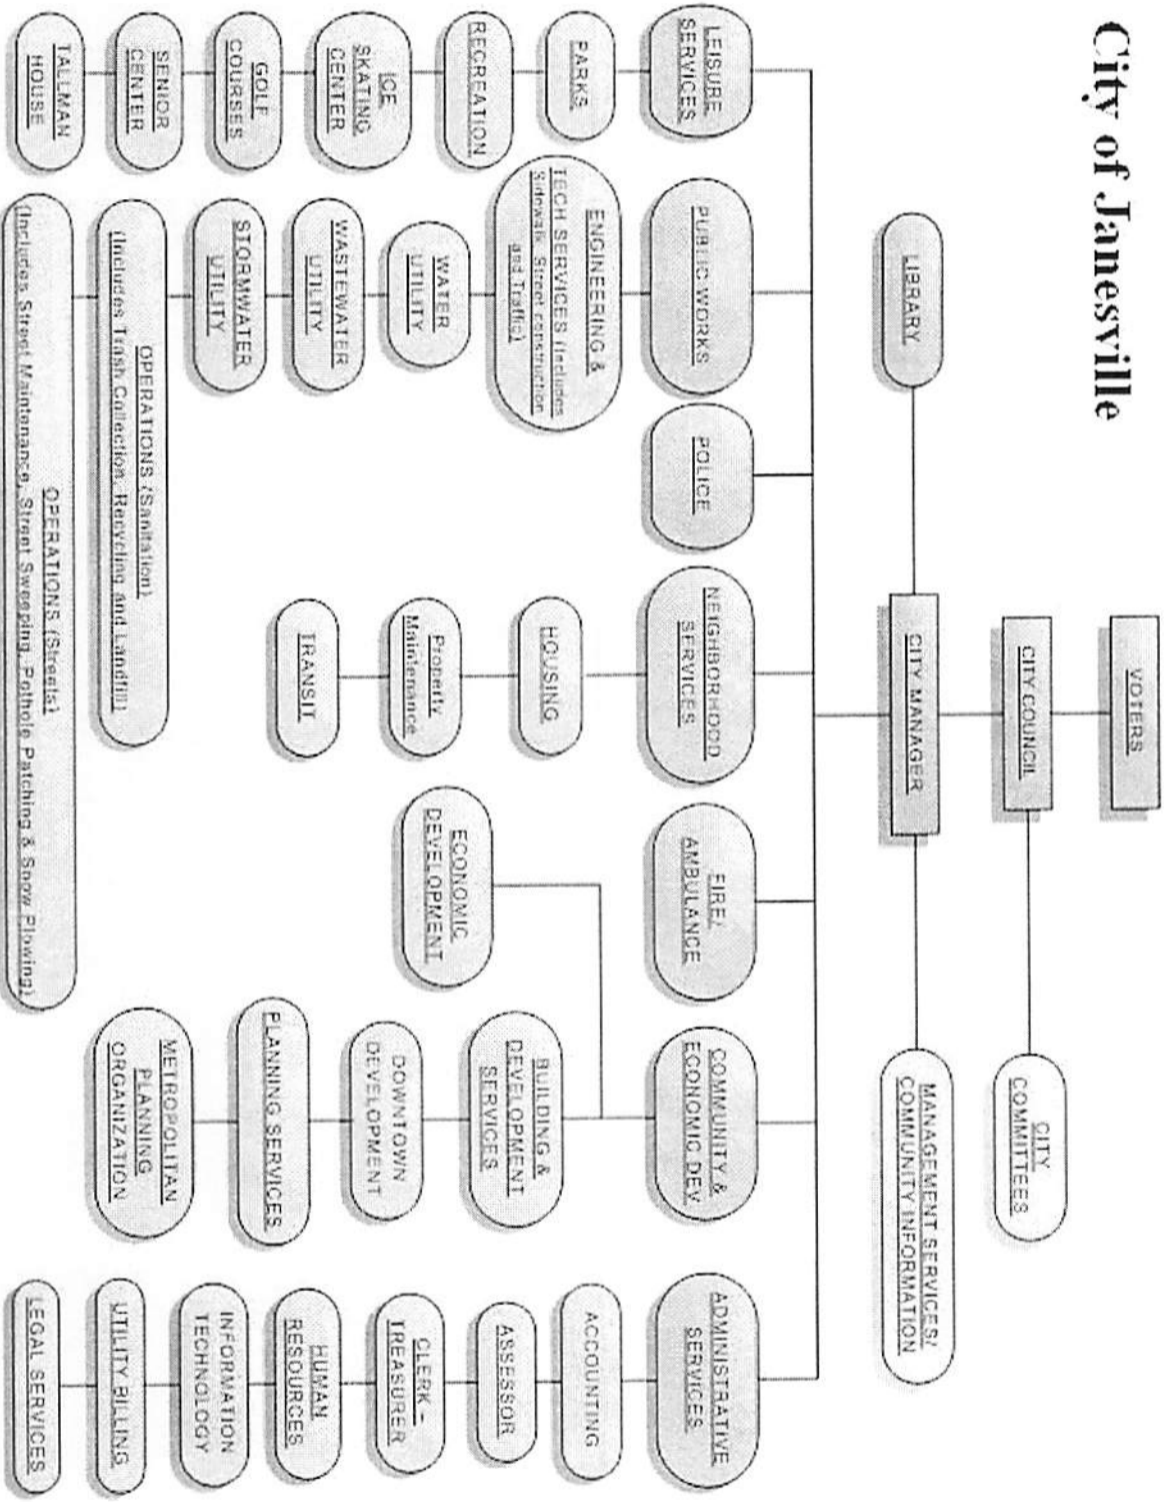 City of Janesville
VOTERS
CITY COUNCIL
CITY
COMMITTEES
LIBRARY
CITY MANAGER
MANAGEMENT SERVICES/
COMMUNITY INFORMATION
LEISURE
SERVICES
PUBLIC WORKS
POLICE
NEIGHBORHOOD
SERVICES
FIRE/
AMBULANCE
COMMUNITY &
ECONOMIC DEV
ADMINISTRATIVE
SERVICES
PARKS
RECREATION
ICE
SKATING
CENTER
GOLF
COURSES
SENIOR
CENTER
TALLMAN
HOUSE
ENGINEERING &
TECH SERVICES (Includes
Sidewalk, Street construction
and Traffic)
WATER
UTILITY
WASTEWATER
UTILITY
STORMWATER
UTILITY
OPERATIONS (Sanitation)
(Includes Trash Collection, Recycling and Landfill)
OPERATIONS (Streets)
(Includes Street Maintenance, Street Sweeping, Pothole Patching & Snow Plowing)
HOUSING
Property
Maintenance
TRANSIT
ECONOMIC
DEVELOPMENT
BUILDING &
DEVELOPMENT
SERVICES
DOWNTOWN
DEVELOPMENT
PLANNING SERVICES
METROPOLITAN
PLANNING
ORGANIZATION
ACCOUNTING
ASSESSOR
CLERK –
TREASURER
HUMAN
RESOURCES
INFORMATION
TECHNOLOGY
UTILITY BILLING
LEGAL SERVICES